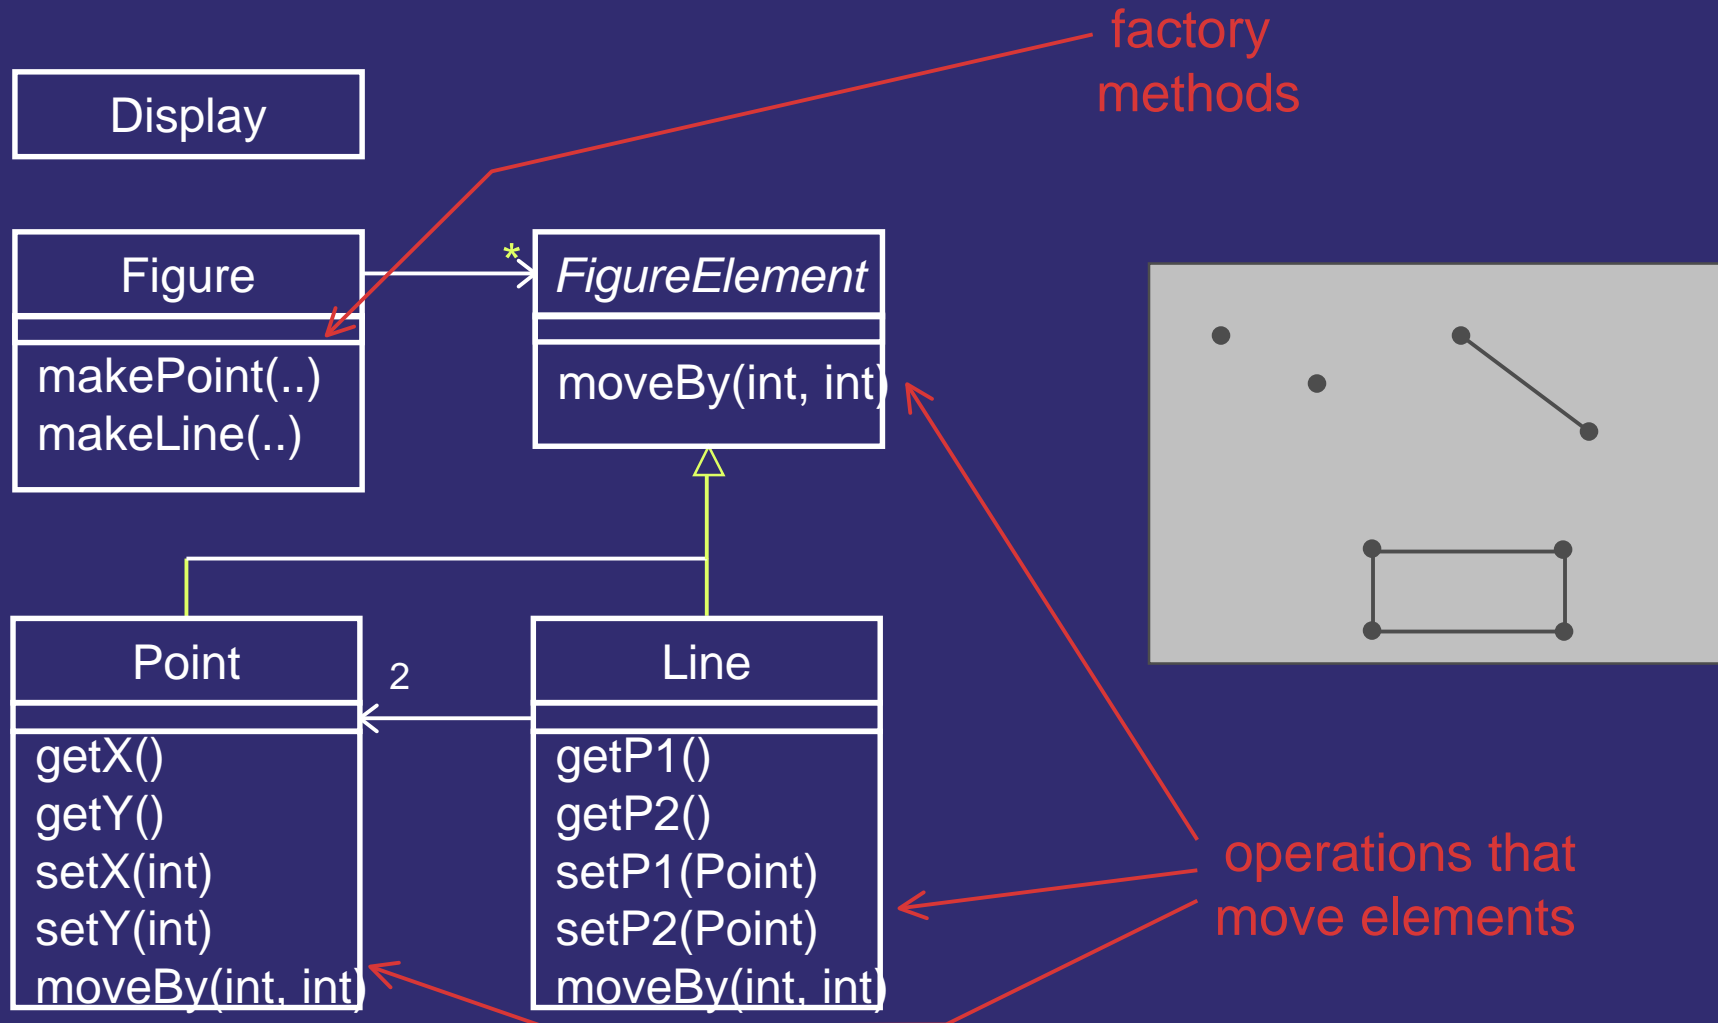 factory
methods
Display
Figure
*
FigureElement
makePoint(..)
makeLine(..)
moveBy(int, int)
Point
2
Line
getX()
getY()
setX(int)
setY(int)
moveBy(int, int)
getP1()
getP2()
setP1(Point)
setP2(Point)
moveBy(int, int)
operations that
move elements